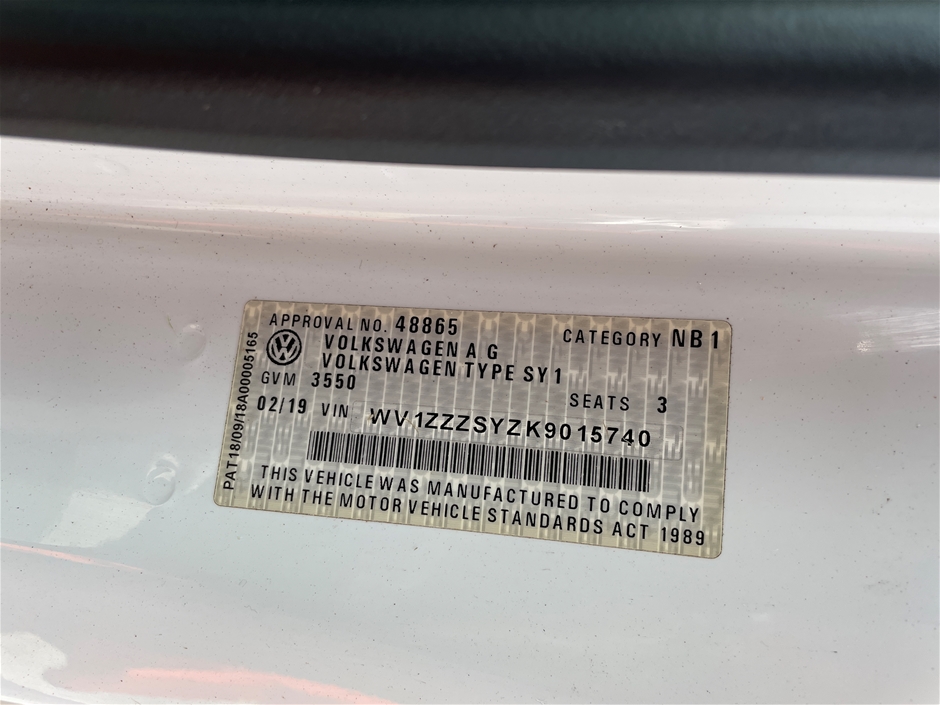 APPROVAL NO. 48865
CATEGORY NB1
VOLKSWAGEN AG
VOLKSWAGEN TYPE SY1
GVM 3550
SEATS 3
02/19 VIN WV1ZZZSYZK9015740
THIS VEHICLE WAS MANUFACTURED TO COMPLY
WITH THE MOTOR VEHICLE STANDARDS ACT 1989
PAT18/09/18A00005165